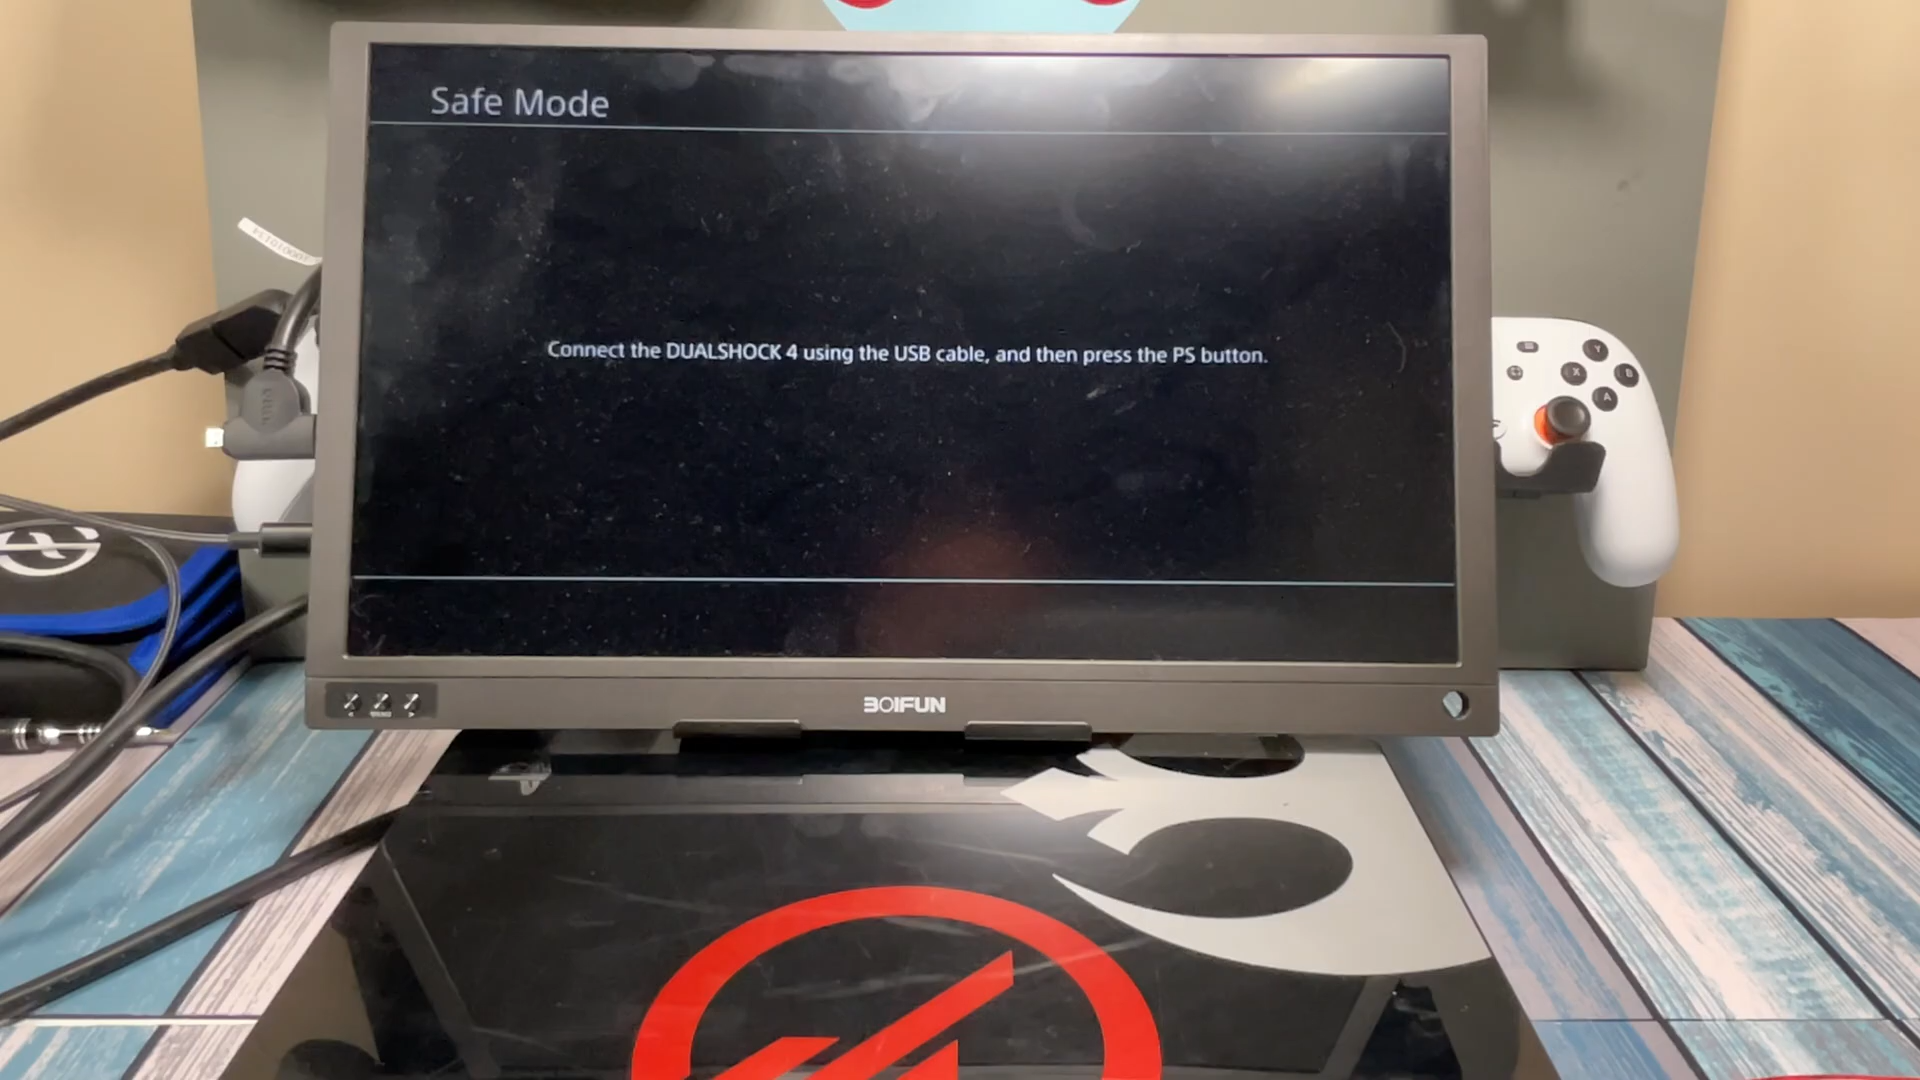 Safe Mode
Connect the DUALSHOCK 4 using the USB cable, and then press the PS button.
Y
X
B
A
BOIFUN